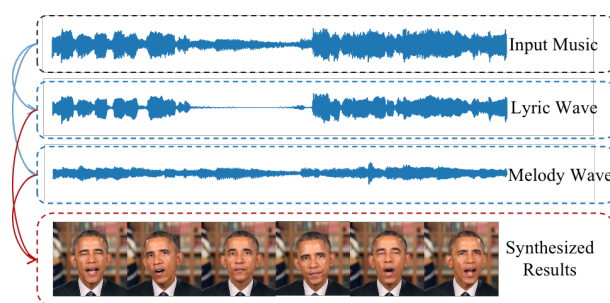 Input Music
Lyric Wave
Melody Wave
Synthesized
Results